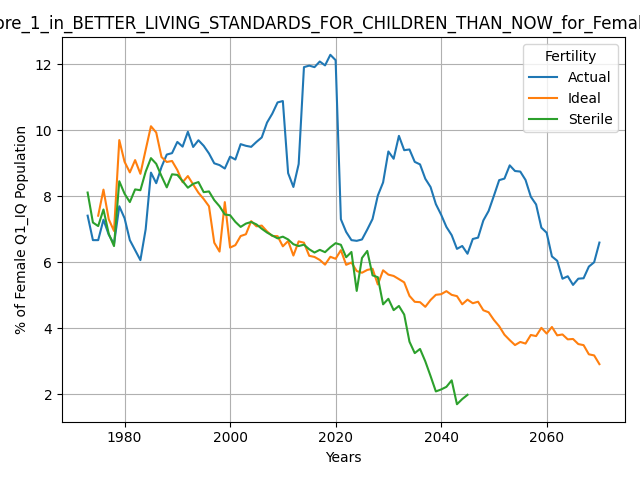 ore_1_in_BETTER_LIVING_STANDARDS_FOR_CHILDREN_THAN_NOW_for_Femal
Fertility
Actual
Ideal
Sterile
% of Female Q1_IQ Population
12
10
8
6
4
2
1980 2000 2020 2040 2060
Years